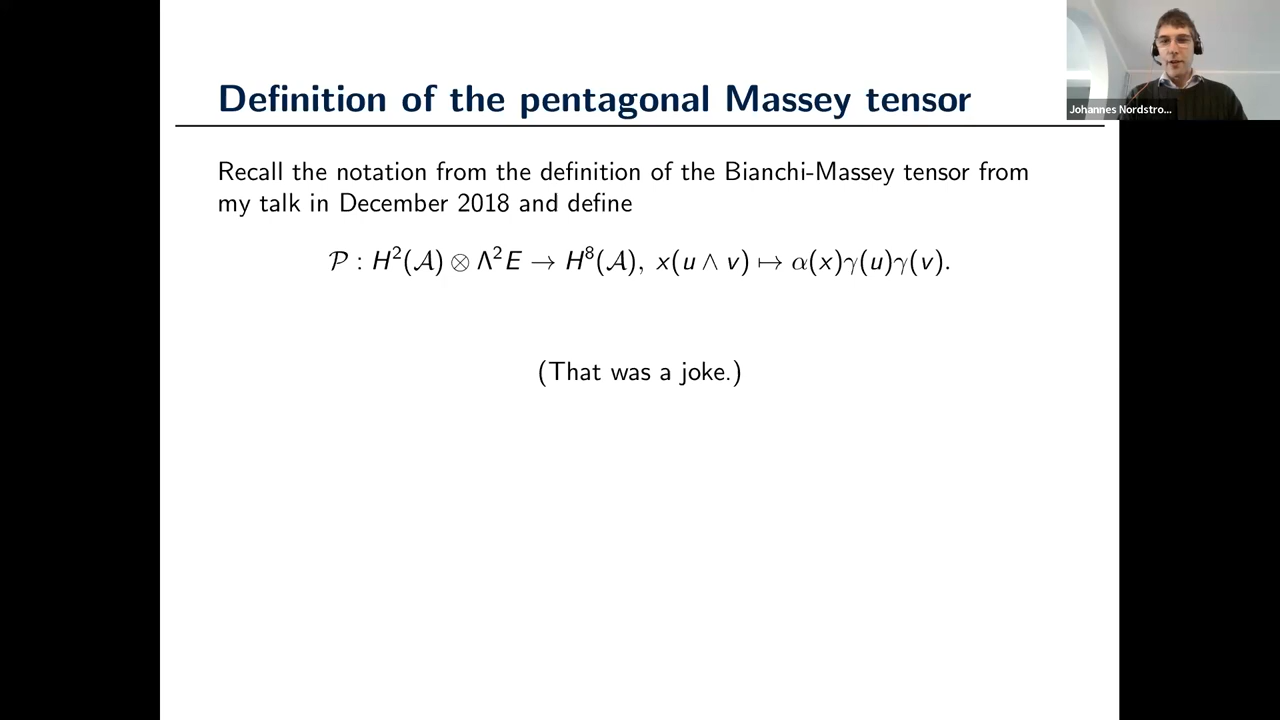 Definition of the pentagonal Massey tensor
Johannes Nordstro...
Recall the notation from the definition of the Bianchi-Massey tensor from
my talk in December 2018 and define
𝒫 : H²(𝒜) ⊗ Λ²E → H⁸(𝒜), x(u ∧ v) ↦ α(x)γ(u)γ(v).
(That was a joke.)